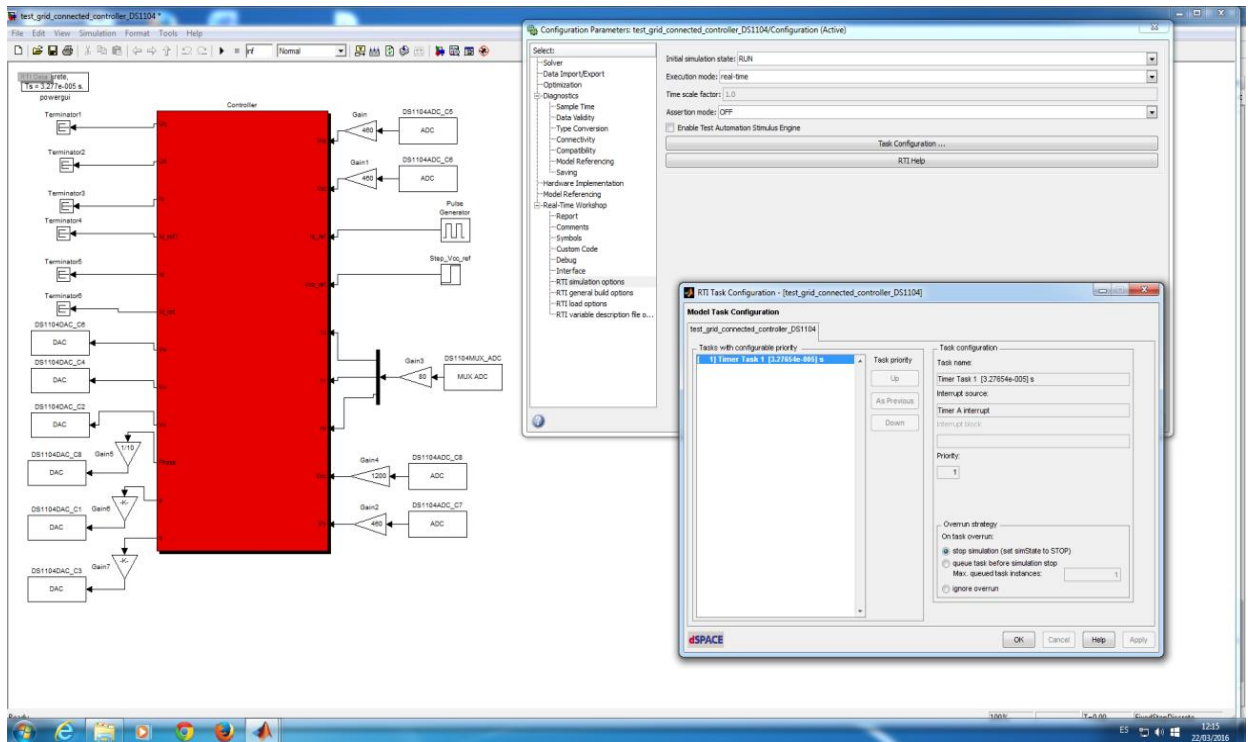 test_grid_connected_controller_DS1104 *
File Edit View Simulation Format Tools Help
inf
Normal
RTI Data
Ts = 3.277e-005 s.
powergui
Terminator1
Terminator2
Terminator3
Terminator4
Terminator5
Terminator6
DS1104DAC_C6
DAC
DS1104DAC_C4
DAC
DS1104DAC_C2
DAC
DS1104DAC_C8
DAC
Gain5
1/10
DS1104DAC_C1
DAC
Gain6
-K-
DS1104DAC_C3
DAC
Gain7
-K-
Controller
Phase
Gain
460
DS1104ADC_C5
ADC
Gain1
460
DS1104ADC_C6
ADC
Pulse
Generator
Step_Vcc_ref
Gain3
80
DS1104MUX_ADC
MUX ADC
Gain4
1200
DS1104ADC_C8
ADC
Gain2
460
DS1104ADC_C7
ADC
Configuration Parameters: test_grid_connected_controller_DS1104/Configuration (Active)
Select:
Solver
Data Import/Export
Optimization
Diagnostics
Sample Time
Data Validity
Type Conversion
Connectivity
Compatibility
Model Referencing
Saving
Hardware Implementation
Model Referencing
Real-Time Workshop
Report
Comments
Symbols
Custom Code
Debug
Interface
RTI simulation options
RTI general build options
RTI load options
RTI variable description file o...
Initial simulation state: RUN
Execution mode: real-time
Time scale factor: 1.0
Assertion mode: OFF
Enable Test Automation Stimulus Engine
Task Configuration ...
RTI Help
RTI Task Configuration - [test_grid_connected_controller_DS1104]
Model Task Configuration
test_grid_connected_controller_DS1104
Tasks with configurable priority
1] Timer Task 1 [3.27654e-005] s
Task priority
Up
As Previous
Down
Task configuration
Task name:
Timer Task 1 [3.27654e-005] s
Interrupt source:
Timer A interrupt
Interrupt block:
Priority:
1
Overrun strategy
On task overrun:
stop simulation (set simState to STOP)
queue task before simulation stop
Max. queued task instances:
1
ignore overrun
dSPACE
OK
Cancel
Help
Apply
Ready
100%
T=0.00
FixedStepDiscrete
ES
12:15
22/03/2016